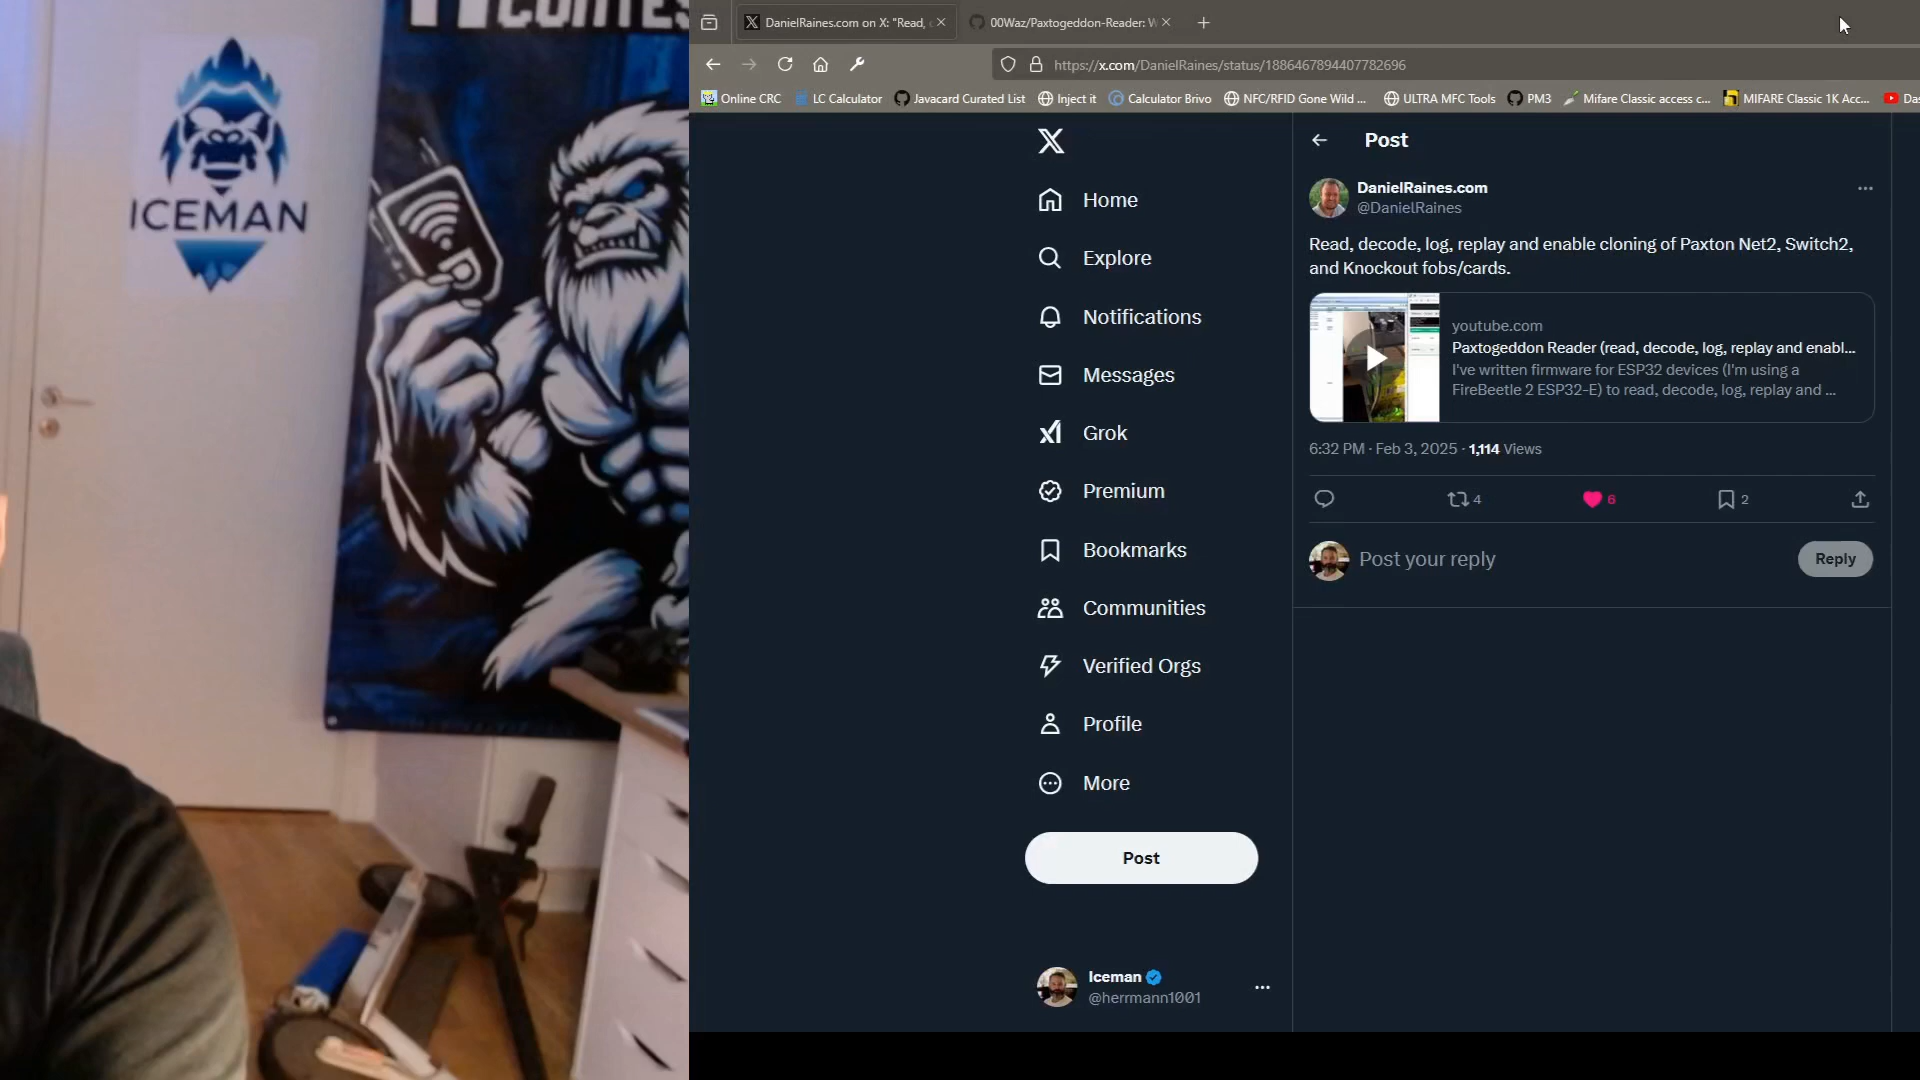 ICEMAN
DanielRaines.com on X: "Read,
00Waz/Paxtogeddon-Reader: W
https://x.com/DanielRaines/status/1886467894407782696
Online CRC
LC Calculator
Javacard Curated List
Inject it
Calculator Brivo
NFC/RFID Gone Wild ...
ULTRA MFC Tools
PM3
Mifare Classic access c...
MIFARE Classic 1K Acc...
Das
Home
Explore
Notifications
Messages
Grok
Premium
Bookmarks
Communities
Verified Orgs
Profile
More
Post
Iceman
@herrmann1001
Post
DanielRaines.com
@DanielRaines
Read, decode, log, replay and enable cloning of Paxton Net2, Switch2,
and Knockout fobs/cards.
youtube.com
Paxtogeddon Reader (read, decode, log, replay and enabl...
I've written firmware for ESP32 devices (I'm using a
FireBeetle 2 ESP32-E) to read, decode, log, replay and ...
6:32 PM · Feb 3, 2025 · 1,114 Views
4
6
2
Post your reply
Reply